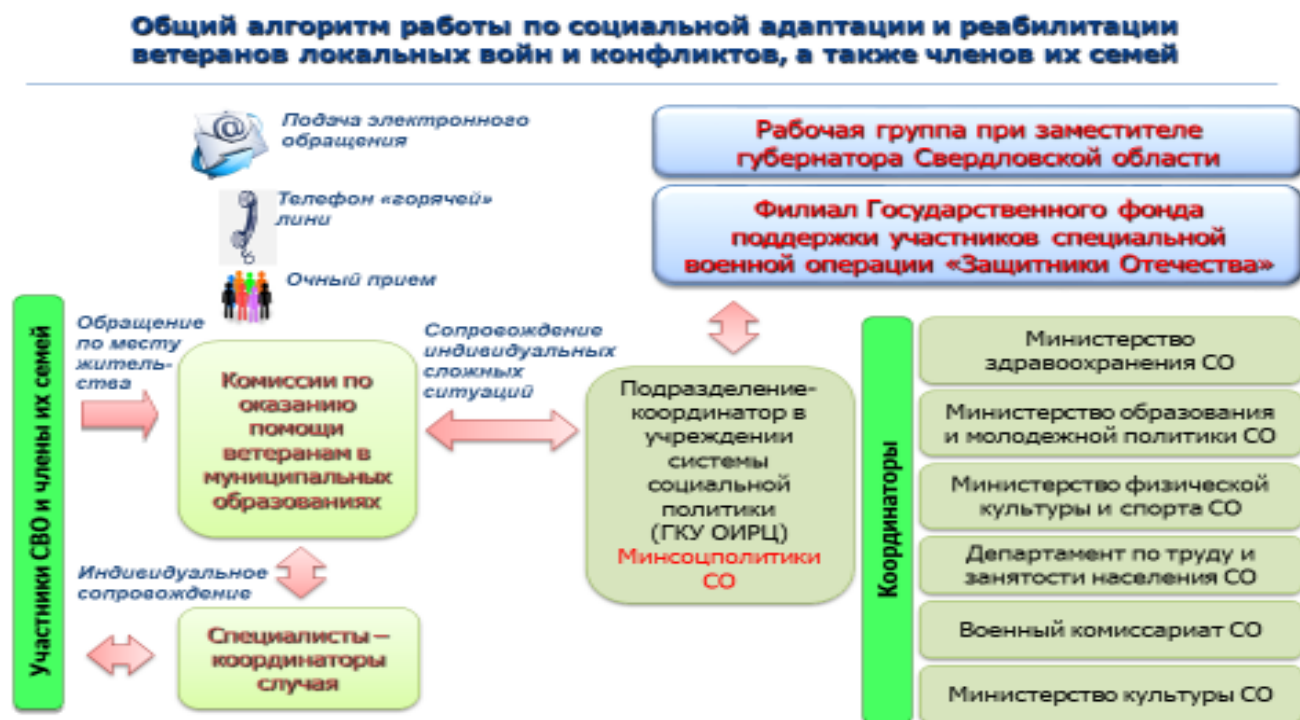 Общий алгоритм работы по социальной адаптации и реабилитации
ветеранов локальных войн и конфликтов, а также членов их семей
Подача электронного
обращения
Телефон «горячей»
лини
Очный прием
Рабочая группа при заместителе
губернатора Свердловской области
Филиал Государственного фонда
поддержки участников специальной
военной операции «Защитники Отечества»
Участники СВО и члены их семей
Обращение
по месту
житель-
ства
Комиссии по
оказанию
помощи
ветеранам в
муниципальных
образованиях
Сопровождение
индивидуальных
сложных
ситуаций
Подразделение-
координатор в
учреждении
системы
социальной
политики
(ГКУ ОИРЦ)
Минсоцполитики
СО
Индивидуальное
сопровождение
Специалисты –
координаторы
случая
Координаторы
Министерство
здравоохранения СО
Министерство образования
и молодежной политики СО
Министерство физической
культуры и спорта СО
Департамент по труду и
занятости населения СО
Военный комиссариат СО
Министерство культуры СО